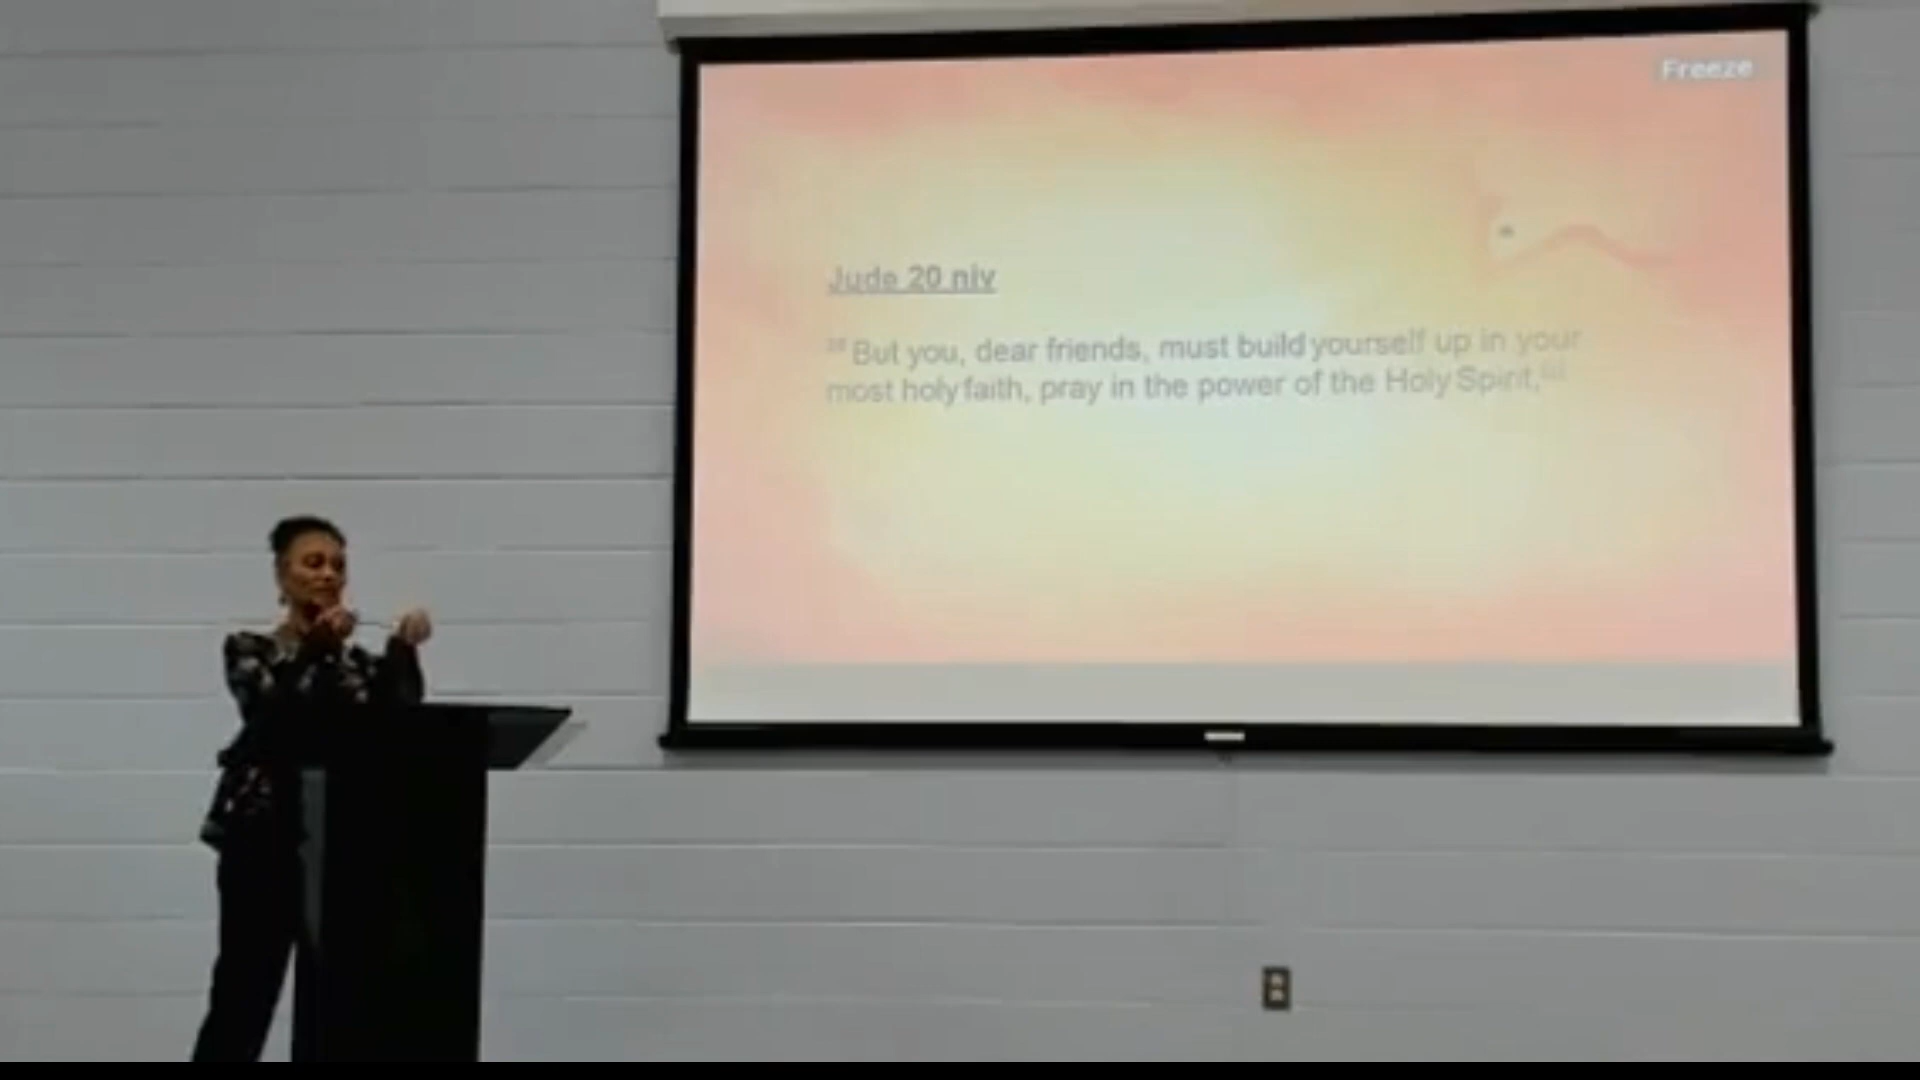 Freeze
Jude 20 niv
20 But you, dear friends, must build yourself up in your
most holy faith, pray in the power of the Holy Spirit,